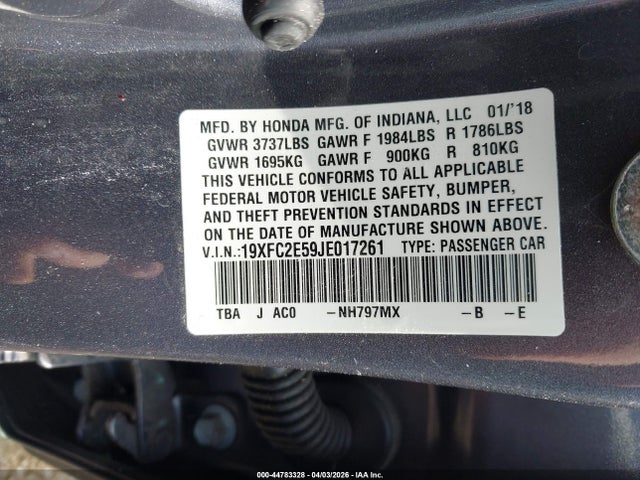 MFD. BY HONDA MFG. OF INDIANA, LLC 01/'18
GVWR 3737LBS GAWR F 1984LBS R 1786LBS
GVWR 1695KG GAWR F 900KG R 810KG
THIS VEHICLE CONFORMS TO ALL APPLICABLE
FEDERAL MOTOR VEHICLE SAFETY, BUMPER,
AND THEFT PREVENTION STANDARDS IN EFFECT
ON THE DATE OF MANUFACTURE SHOWN ABOVE.
V.I.N.: 19XFC2E59JE017261 TYPE: PASSENGER CAR
TBA J AC0 -NH797MX -B -E
000-44783328 - 04/03/2026 - IAA Inc.